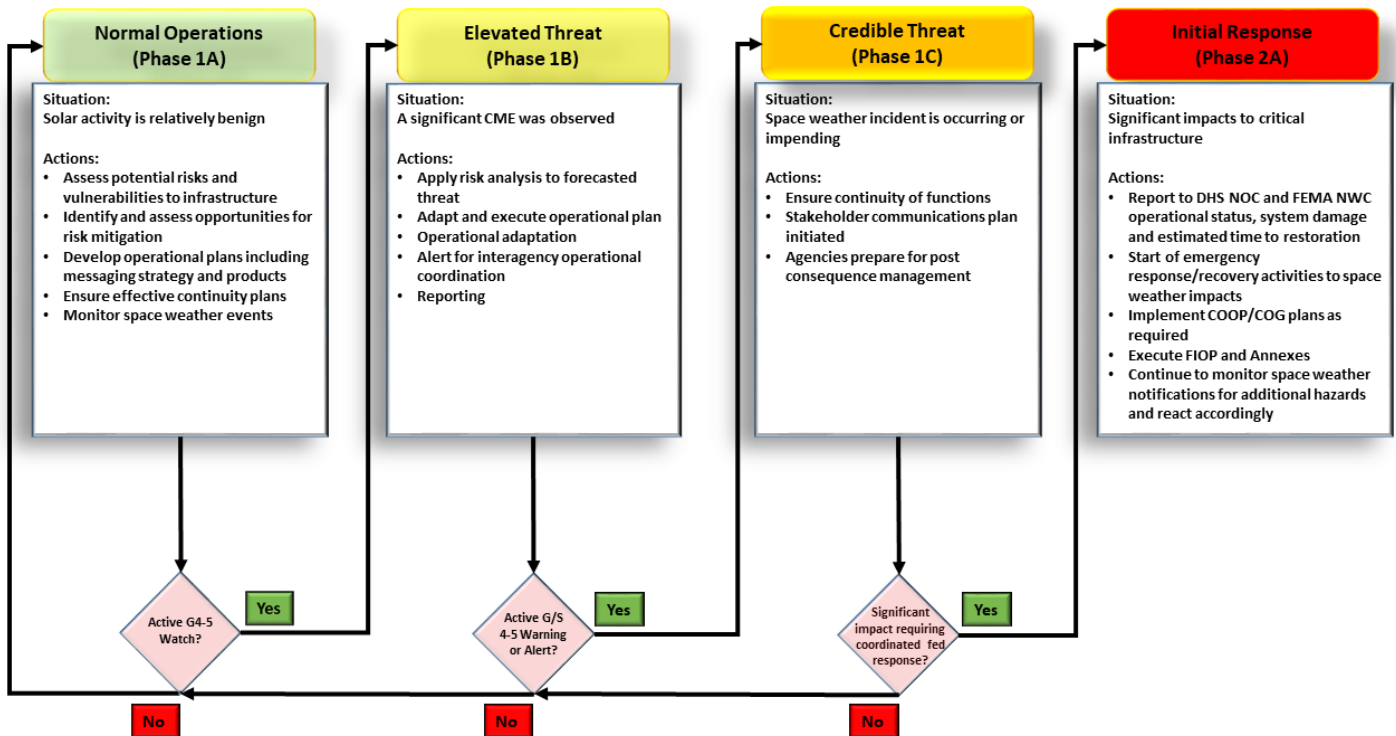 Normal Operations
(Phase 1A)
Situation:
Solar activity is relatively benign
Actions:
• Assess potential risks and
vulnerabilities to infrastructure
• Identify and assess opportunities for
risk mitigation
• Develop operational plans including
messaging strategy and products
• Ensure effective continuity plans
• Monitor space weather events
Elevated Threat
(Phase 1B)
Situation:
A significant CME was observed
Actions:
• Apply risk analysis to forecasted
threat
• Adapt and execute operational plan
• Operational adaptation
• Alert for interagency operational
coordination
• Reporting
Credible Threat
(Phase 1C)
Situation:
Space weather incident is occurring or
impending
Actions:
• Ensure continuity of functions
• Stakeholder communications plan
initiated
• Agencies prepare for post
consequence management
Initial Response
(Phase 2A)
Situation:
Significant impacts to critical
infrastructure
Actions:
• Report to DHS NOC and FEMA NWC
operational status, system damage
and estimated time to restoration
• Start of emergency
response/recovery activities to space
weather impacts
• Implement COOP/COG plans as
required
• Execute FIOP and Annexes
• Continue to monitor space weather
notifications for additional hazards
and react accordingly
Active G4-5
Watch?
Yes
No
Active G/S
4-5 Warning
or Alert?
Yes
No
Significant
impact requiring
coordinated fed
response?
Yes
No